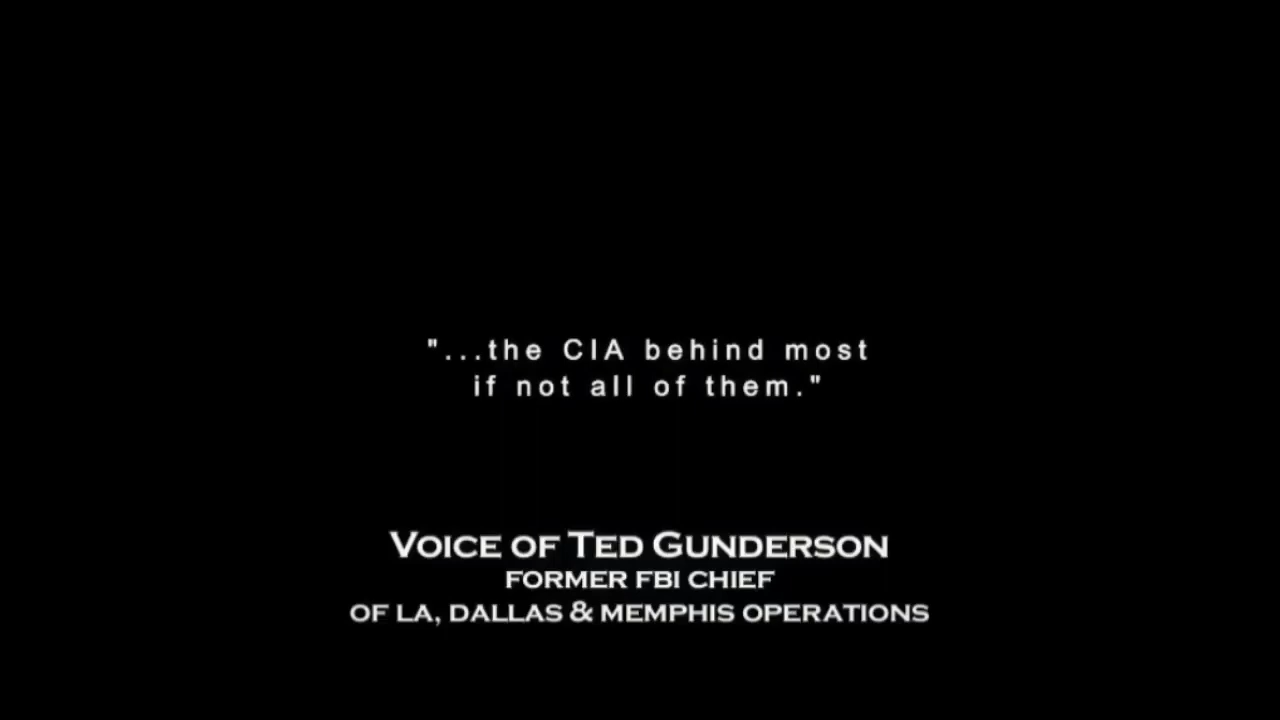 "...the CIA behind most
if not all of them."
VOICE OF TED GUNDERSON
FORMER FBI CHIEF
OF LA, DALLAS & MEMPHIS OPERATIONS